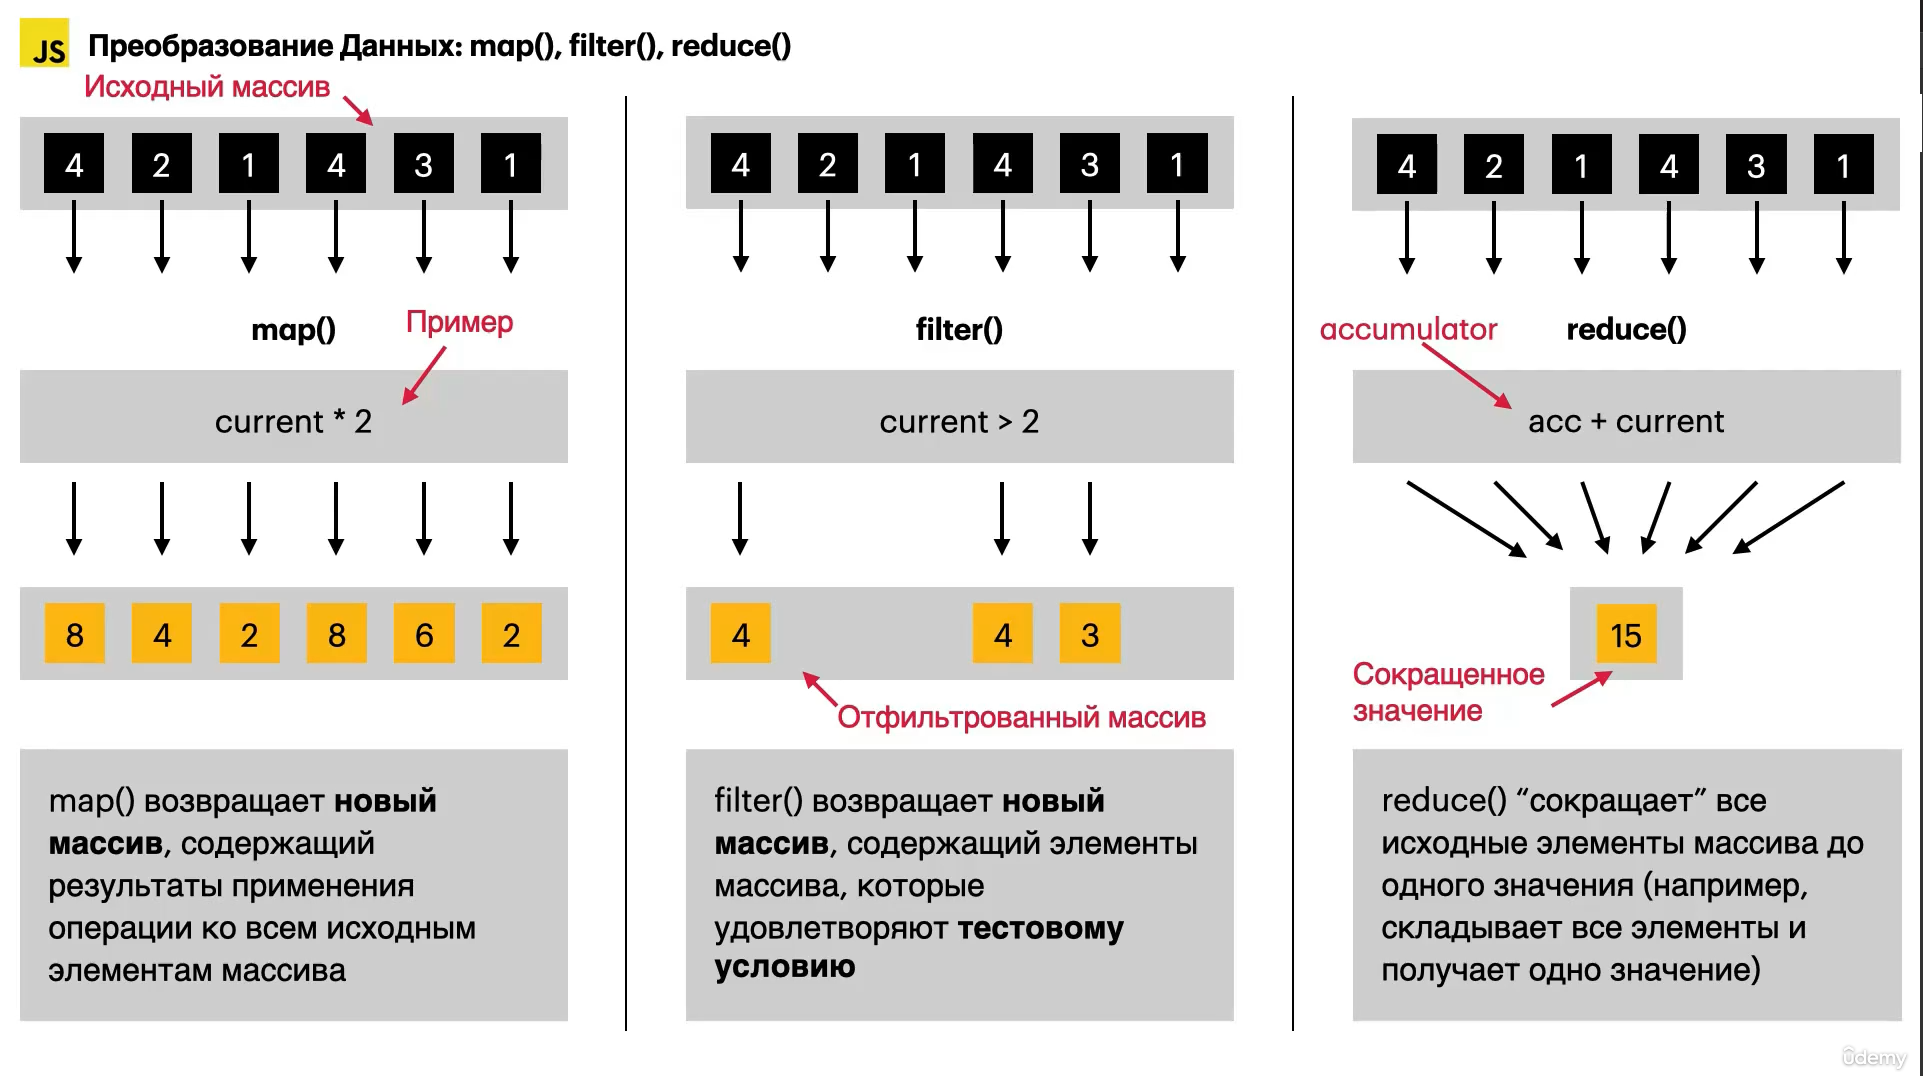 JS
Преобразование Данных: map(), filter(), reduce()
Исходный массив
4 2 1 4 3 1
map()
Пример
current * 2
8 4 2 8 6 2
map() возвращает новый
массив, содержащий
результаты применения
операции ко всем исходным
элементам массива
4 2 1 4 3 1
filter()
current > 2
4 4 3
Отфильтрованный массив
filter() возвращает новый
массив, содержащий элементы
массива, которые
удовлетворяют тестовому
условию
4 2 1 4 3 1
accumulator
reduce()
acc + current
15
Сокращенное
значение
reduce() “сокращает” все
исходные элементы массива до
одного значения (например,
складывает все элементы и
получает одно значение)
ûdemy